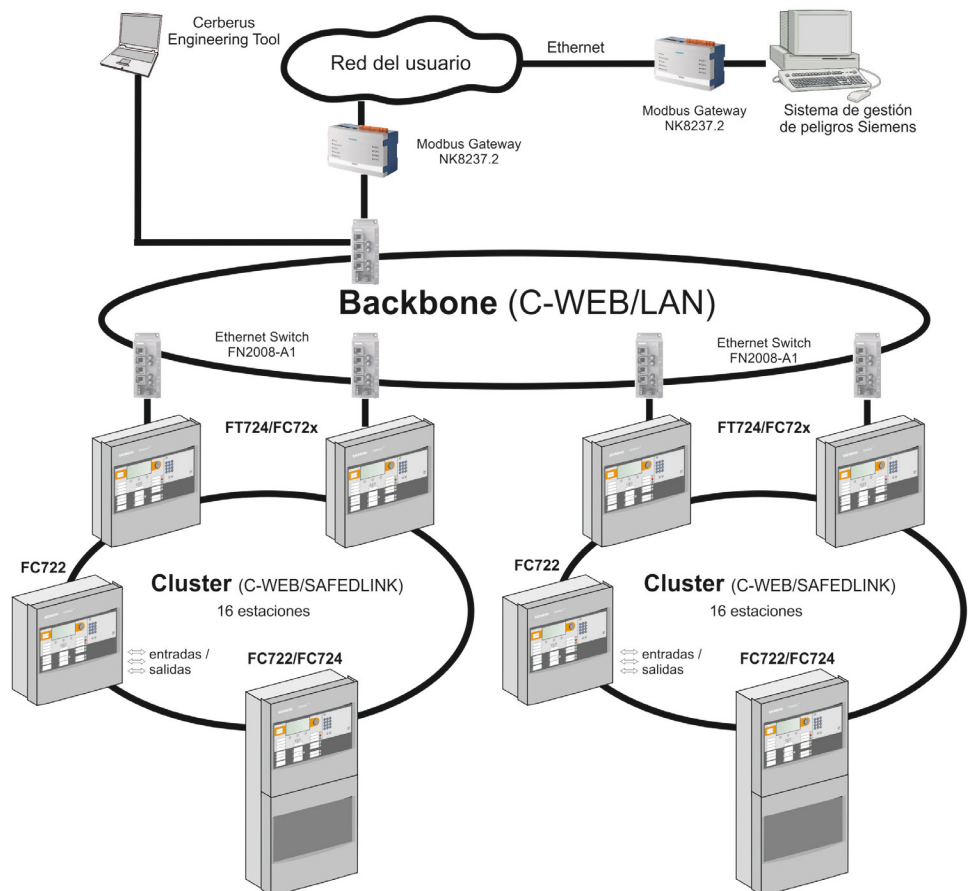 Cerberus
Engineering Tool
Red del usuario
Ethernet
Modbus Gateway
NK8237.2
Sistema de gestión
de peligros Siemens
Modbus Gateway
NK8237.2
Backbone (C-WEB/LAN)
Ethernet Switch
FN2008-A1
Ethernet Switch
FN2008-A1
FT724/FC72x
FT724/FC72x
FC722
Cluster (C-WEB/SAFEDLINK)
16 estaciones
entradas /
salidas
FC722/FC724
FC722
Cluster (C-WEB/SAFEDLINK)
16 estaciones
entradas /
salidas
FC722/FC724